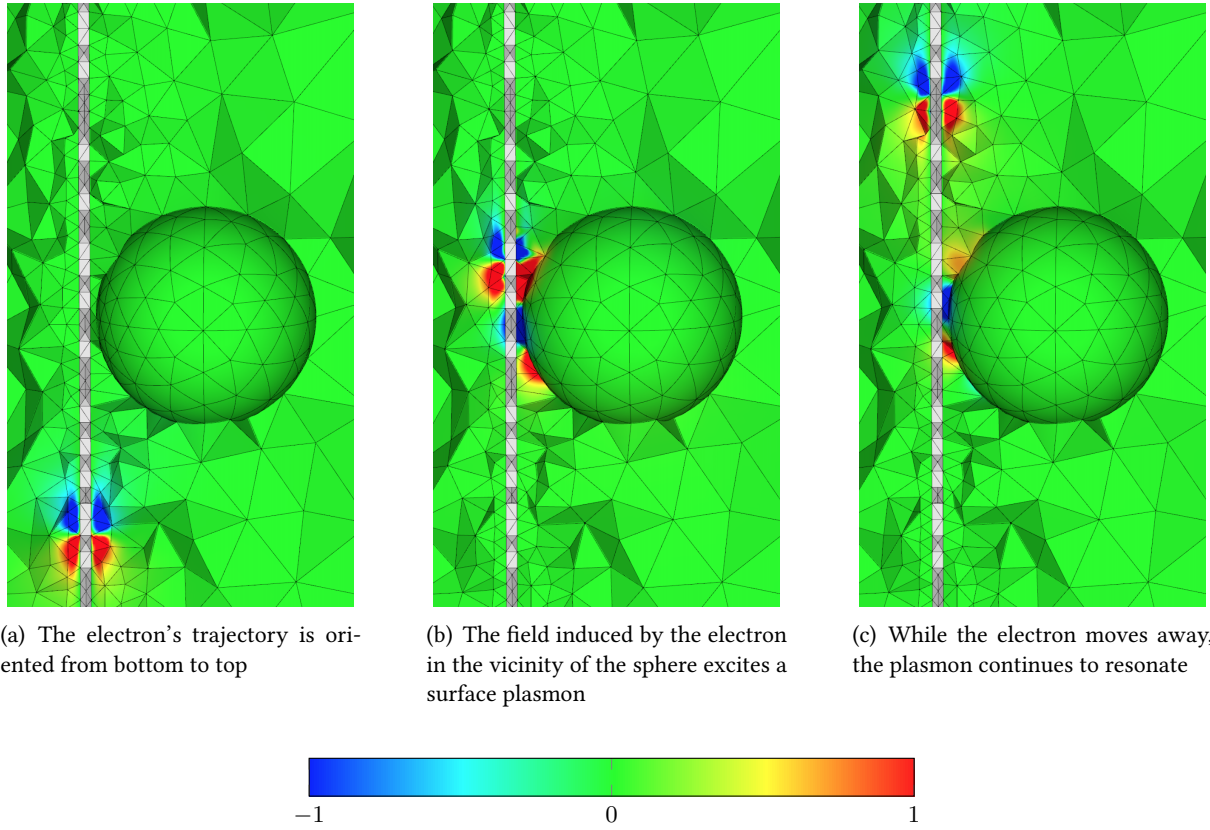 (a) The electron's trajectory is ori-
ented from bottom to top
(b) The field induced by the electron
in the vicinity of the sphere excites a
surface plasmon
(c) While the electron moves away,
the plasmon continues to resonate
−1 0 1